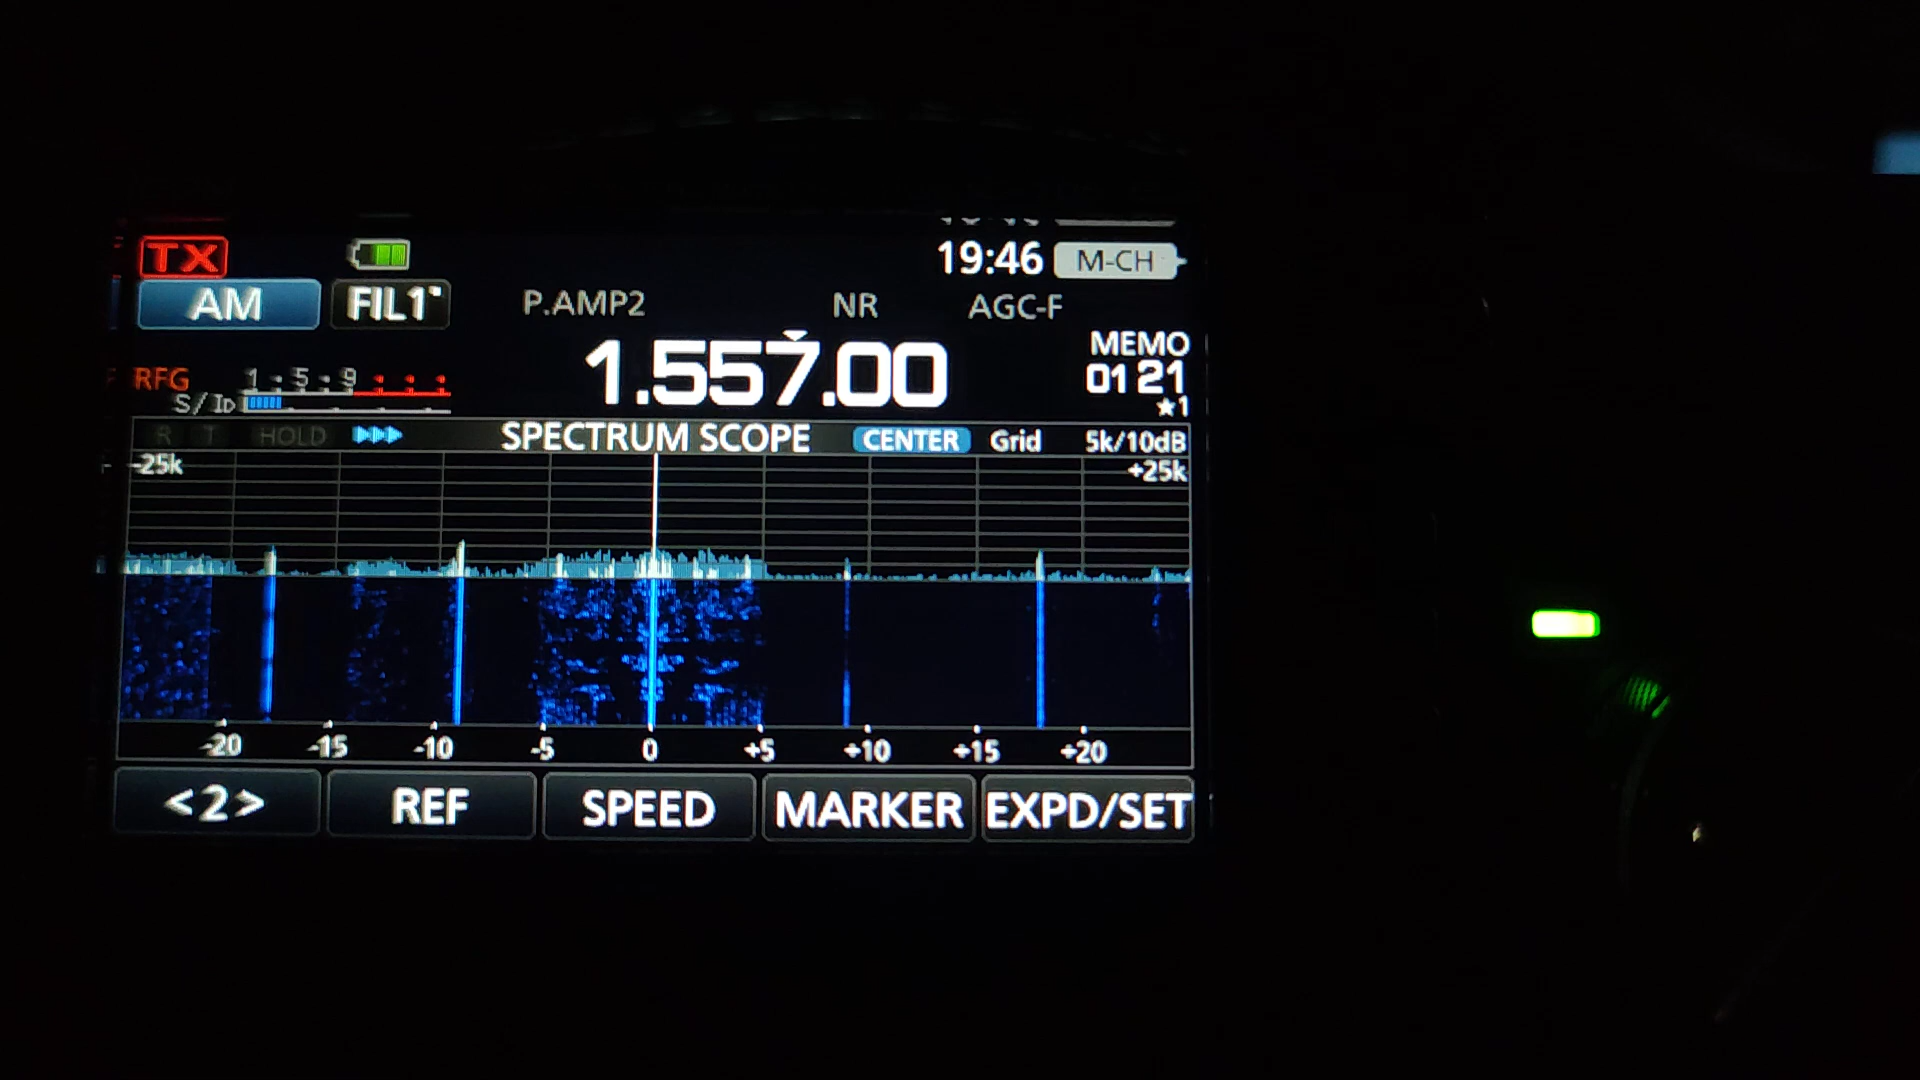 TX 19:46 M-CH
AM FIL1 P.AMP2 NR AGC-F
1.557.00 MEMO
RFG 1 5 9 01 21
S/ID ★1
R T HOLD SPECTRUM SCOPE CENTER Grid 5k/10dB
-25k +25k
-20 -15 -10 -5 0 +5 +10 +15 +20
<2> REF SPEED MARKER EXPD/SET